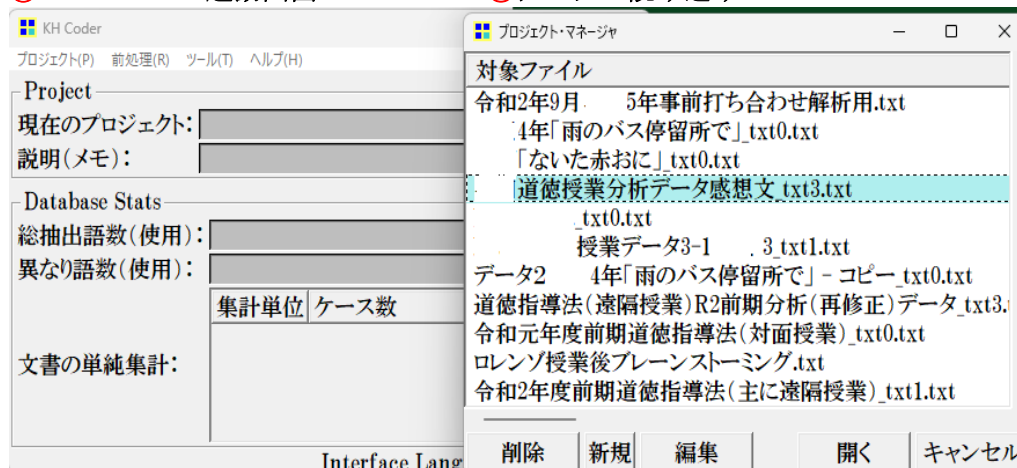 KH Coder
プロジェクト(P) 前処理(R) ツール(T) ヘルプ(H)
Project
現在のプロジェクト:
説明(メモ):
Database Stats
総抽出語数(使用):
異なり語数(使用):
集計単位 ケース数
文書の単純集計:
Interface Lang
プロジェクト・マネージャ
対象ファイル
令和2年9月 5年事前打ち合わせ解析用.txt
4年「雨のバス停留所で」_txt0.txt
「ないた赤おに」_txt0.txt
道徳授業分析データ感想文_txt3.txt
_txt0.txt
授業データ3-1 3_txt1.txt
データ2 4年「雨のバス停留所で」 - コピー_txt0.txt
道徳指導法(遠隔授業)R2前期分析(再修正)データ_txt3.
令和元年度前期道徳指導法(対面授業)_txt0.txt
ロレンゾ授業後ブレーンストーミング.txt
令和2年度前期道徳指導法(主に遠隔授業)_txt1.txt
削除 新規 編集 開く キャンセル